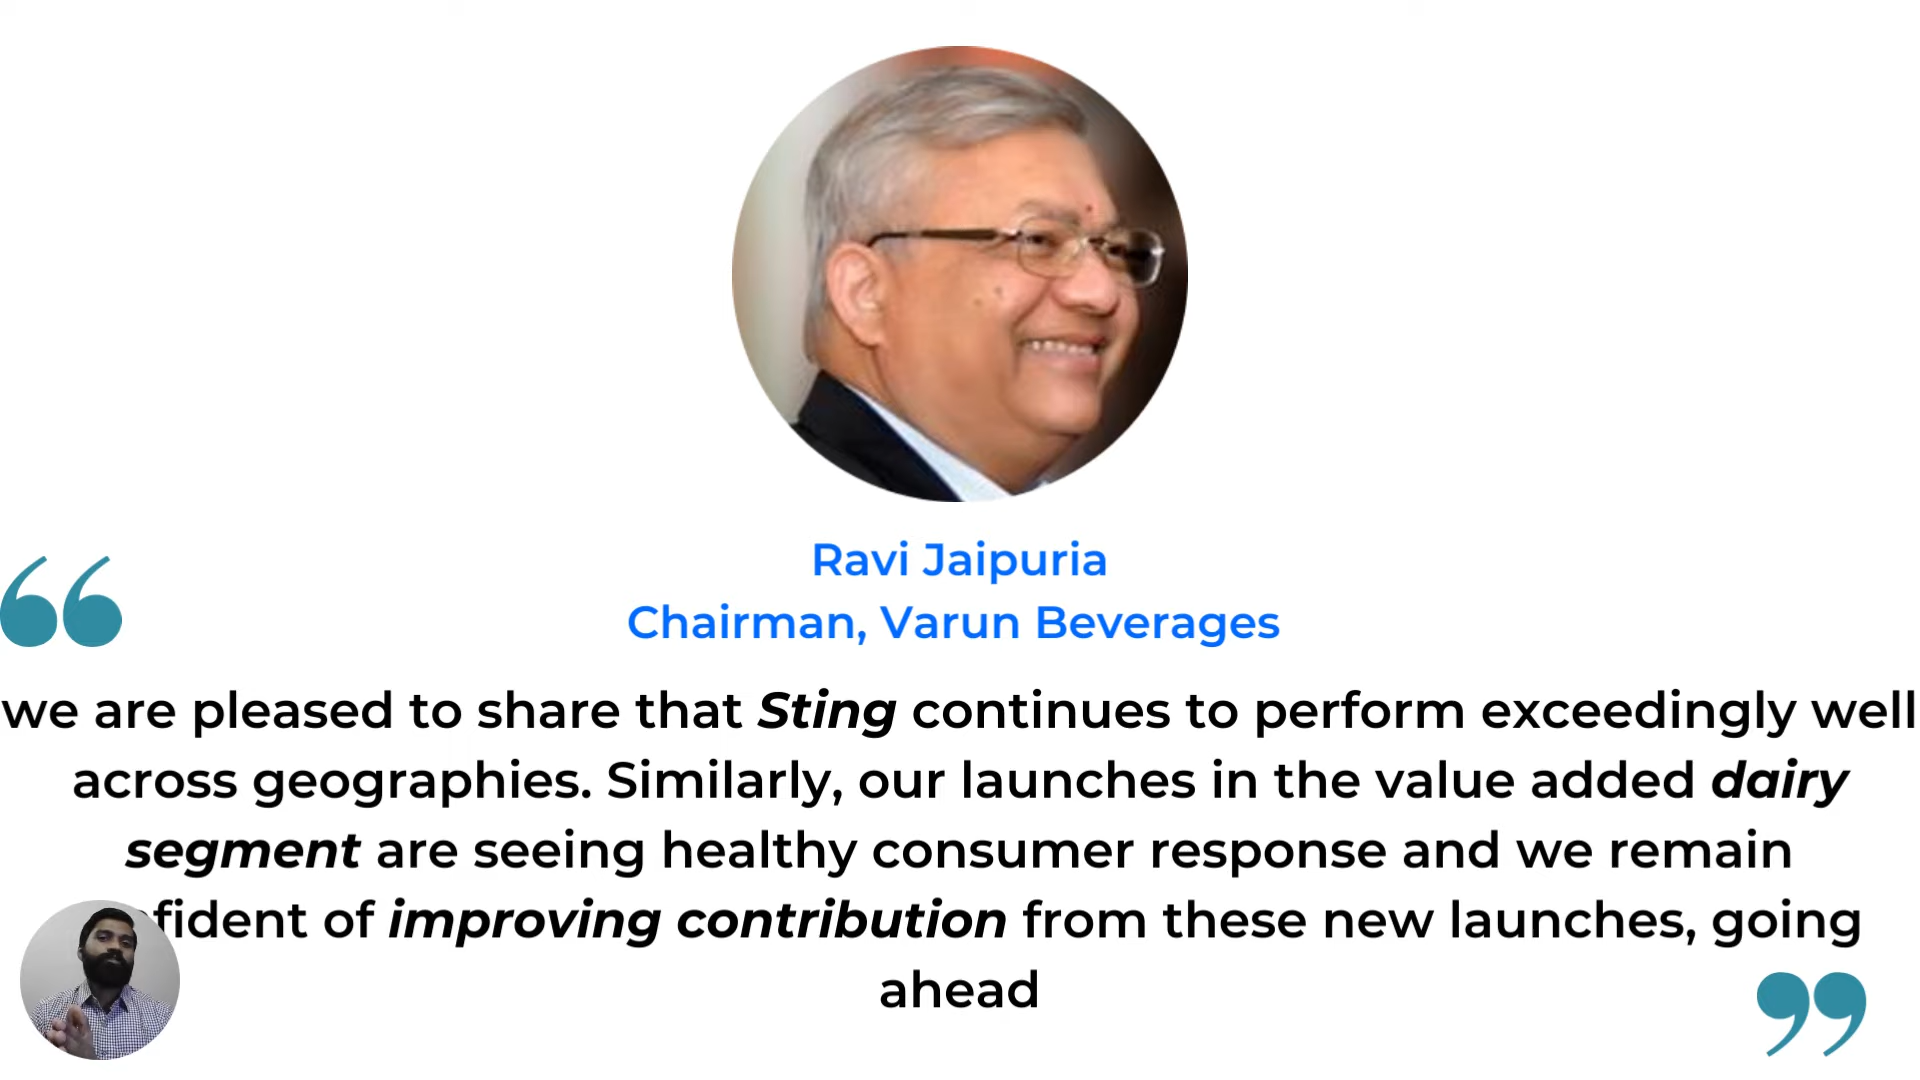 Ravi Jaipuria
Chairman, Varun Beverages
“
we are pleased to share that Sting continues to perform exceedingly well
across geographies. Similarly, our launches in the value added dairy
segment are seeing healthy consumer response and we remain
of improving contribution from these new launches, going
ahead
”